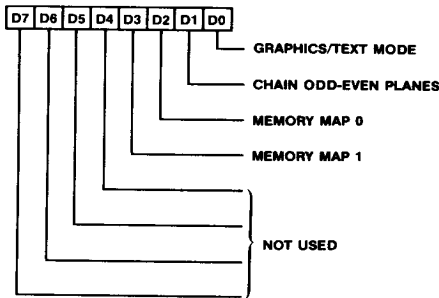 D7 D6 D5 D4 D3 D2 D1 D0
GRAPHICS/TEXT MODE
CHAIN ODD-EVEN PLANES
MEMORY MAP 0
MEMORY MAP 1
NOT USED